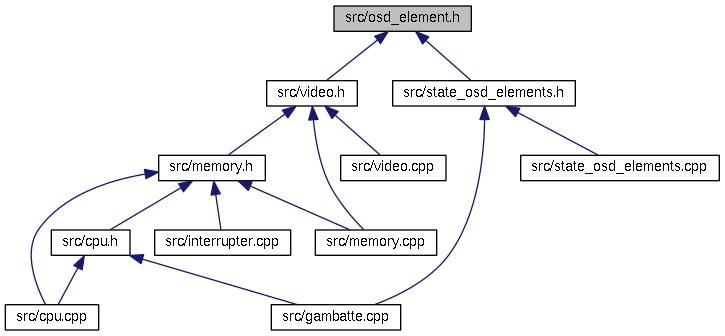 src/osd_element.h
src/video.h
src/state_osd_elements.h
src/memory.h
src/video.cpp
src/state_osd_elements.cpp
src/cpu.h
src/interrupter.cpp
src/memory.cpp
src/cpu.cpp
src/gambatte.cpp